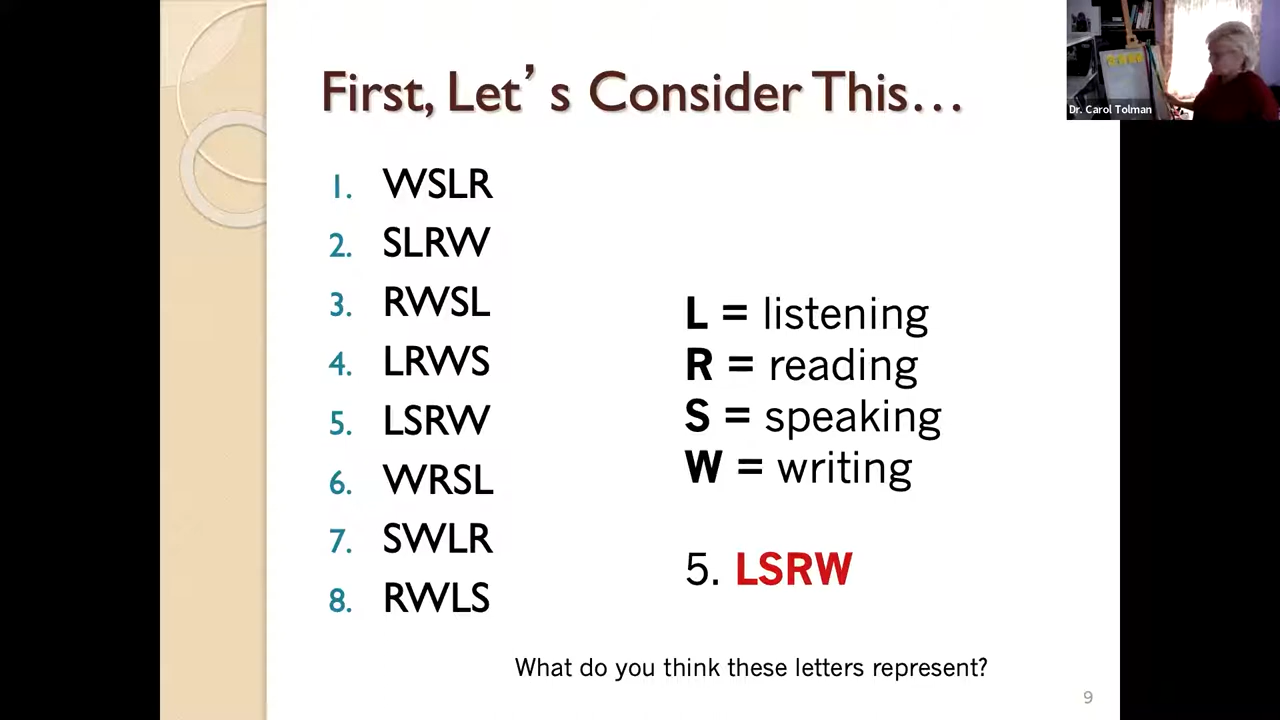 First, Let’s Consider This…
1. WSLR
2. SLRW
3. RWSL
4. LRWS
5. LSRW
6. WRSL
7. SWLR
8. RWLS
L = listening
R = reading
S = speaking
W = writing
5. LSRW
What do you think these letters represent?
9
Dr. Carol Tolman